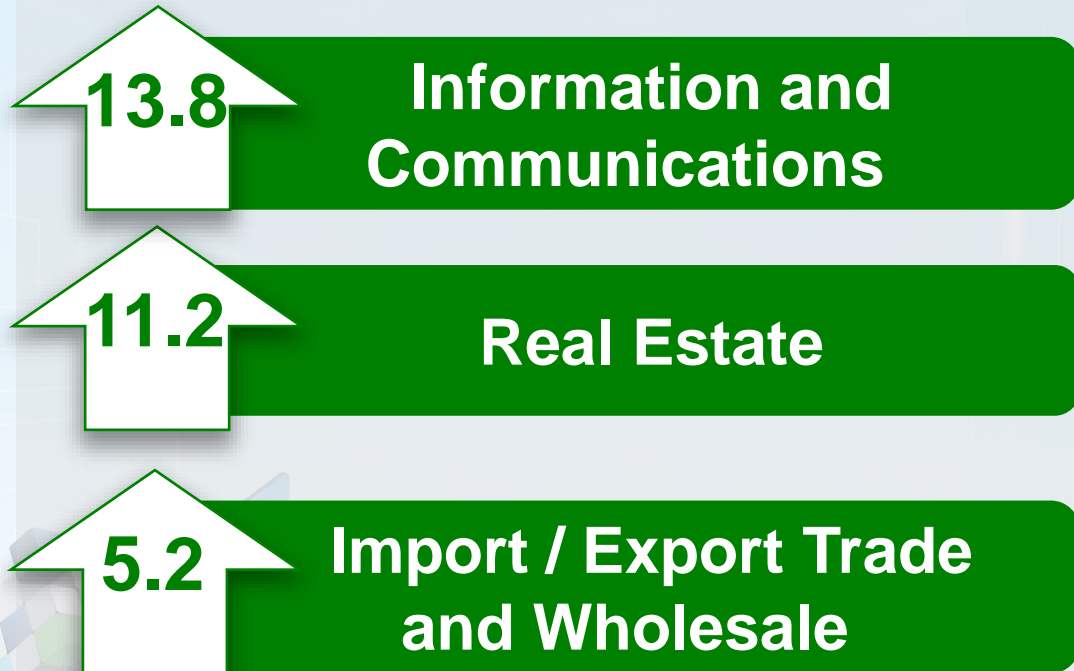 13.8
Information and
Communications
11.2
Real Estate
5.2
Import / Export Trade
and Wholesale